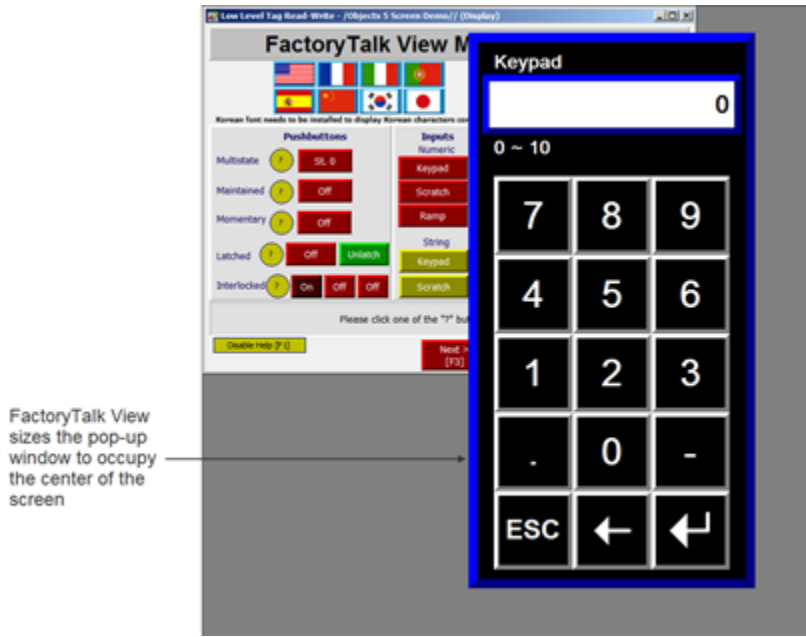 Low Level Tag Read-Write - /Objects 5 Screen Demo// (Display)
FactoryTalk View M
Korean font needs to be installed to display Korean characters
Pushbuttons
Multistate ? St. 0
Maintained ? Off
Momentary ? Off
Latched ? Off Unlatch
Interlocked ? On Off Off
Inputs
Numeric
Keypad
Scratch
Ramp
String
Keypad
Scratch
Please click one of the "?" but
Disable Help [F1]
Next >
[F3]
Keypad
0
0 ~ 10
7 8 9
4 5 6
1 2 3
. 0 -
ESC
FactoryTalk View
sizes the pop-up
window to occupy
the center of the
screen